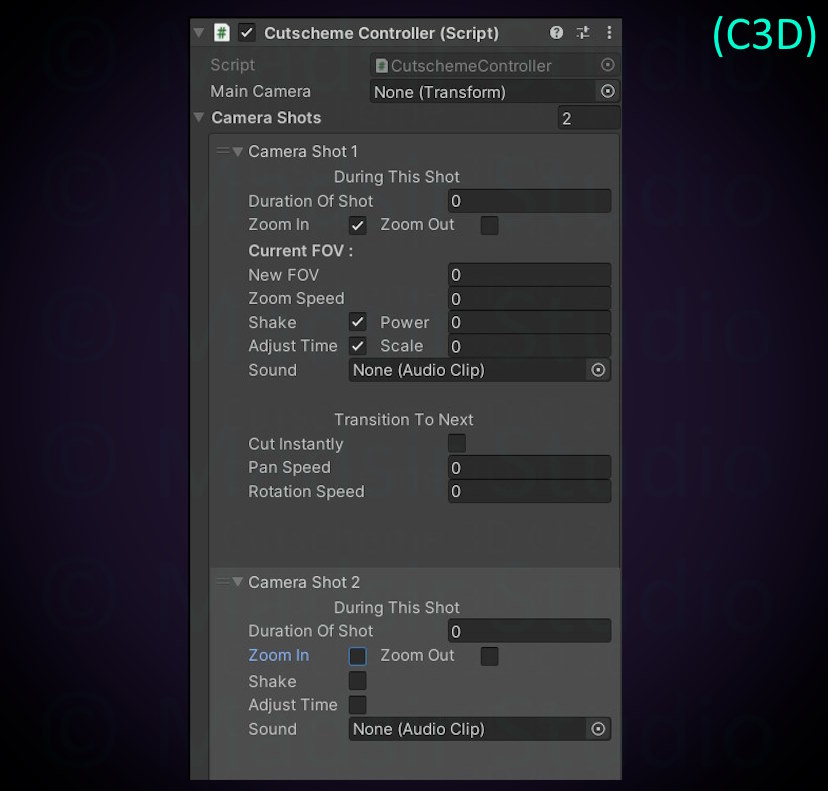 (C3D)
Cutscheme Controller (Script)
Script CutschemeController
Main Camera None (Transform)
Camera Shots 2
Camera Shot 1
During This Shot
Duration Of Shot 0
Zoom In Zoom Out
Current FOV :
New FOV 0
Zoom Speed 0
Shake Power 0
Adjust Time Scale 0
Sound None (Audio Clip)
Transition To Next
Cut Instantly
Pan Speed 0
Rotation Speed 0
Camera Shot 2
During This Shot
Duration Of Shot 0
Zoom In Zoom Out
Shake
Adjust Time
Sound None (Audio Clip)